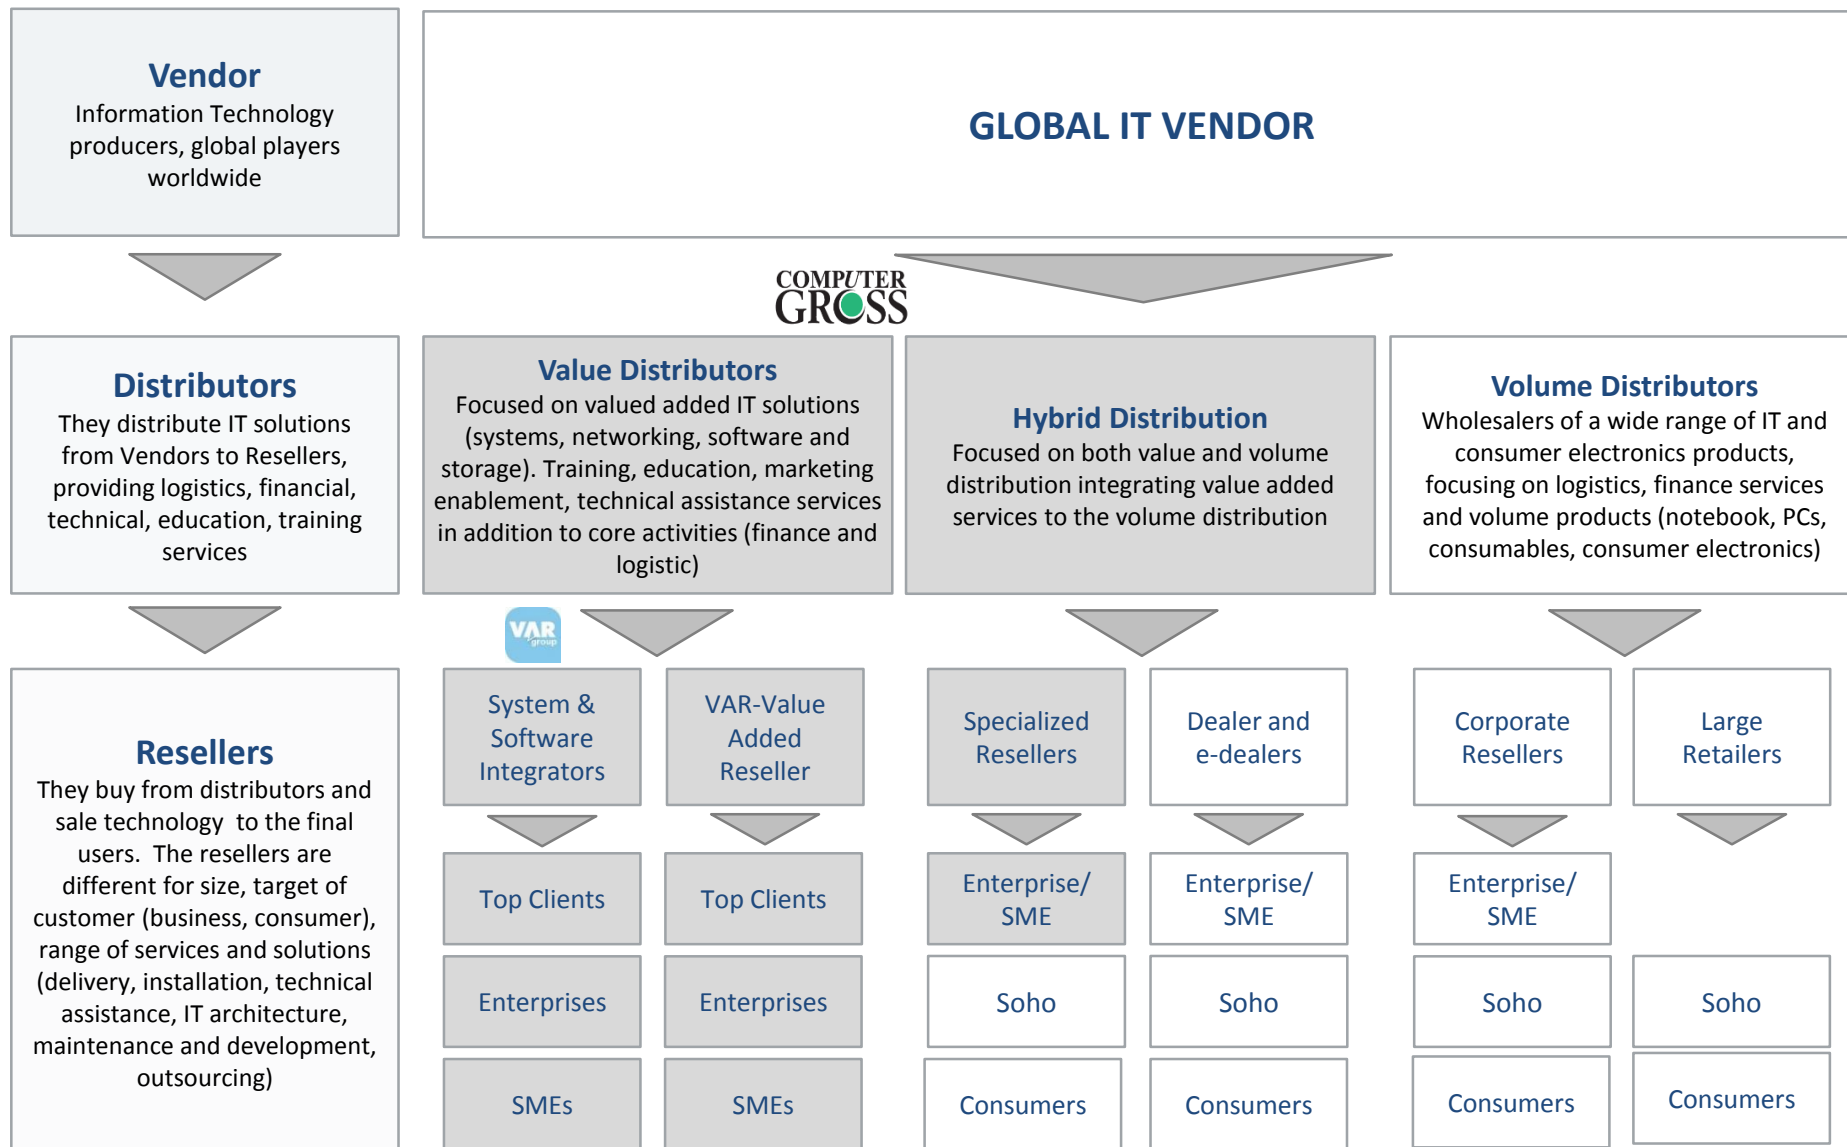 Vendor
Information Technology
producers, global players
worldwide
GLOBAL IT VENDOR
COMPUTER
GROSS
Distributors
They distribute IT solutions
from Vendors to Resellers,
providing logistics, financial,
technical, education, training
services
Value Distributors
Focused on valued added IT solutions
(systems, networking, software and
storage). Training, education, marketing
enablement, technical assistance services
in addition to core activities (finance and
logistic)
Hybrid Distribution
Focused on both value and volume
distribution integrating value added
services to the volume distribution
Volume Distributors
Wholesalers of a wide range of IT and
consumer electronics products,
focusing on logistics, finance services
and volume products (notebook, PCs,
consumables, consumer electronics)
VAR
group
Resellers
They buy from distributors and
sale technology  to the final
users.  The resellers are
different for size, target of
customer (business, consumer),
range of services and solutions
(delivery, installation, technical
assistance, IT architecture,
maintenance and development,
outsourcing)
System &
Software
Integrators
VAR-Value
Added
Reseller
Specialized
Resellers
Dealer and
e-dealers
Corporate
Resellers
Large
Retailers
Top Clients
Top Clients
Enterprise/
SME
Enterprise/
SME
Enterprise/
SME
Enterprises
Enterprises
Soho
Soho
Soho
Soho
SMEs
SMEs
Consumers
Consumers
Consumers
Consumers